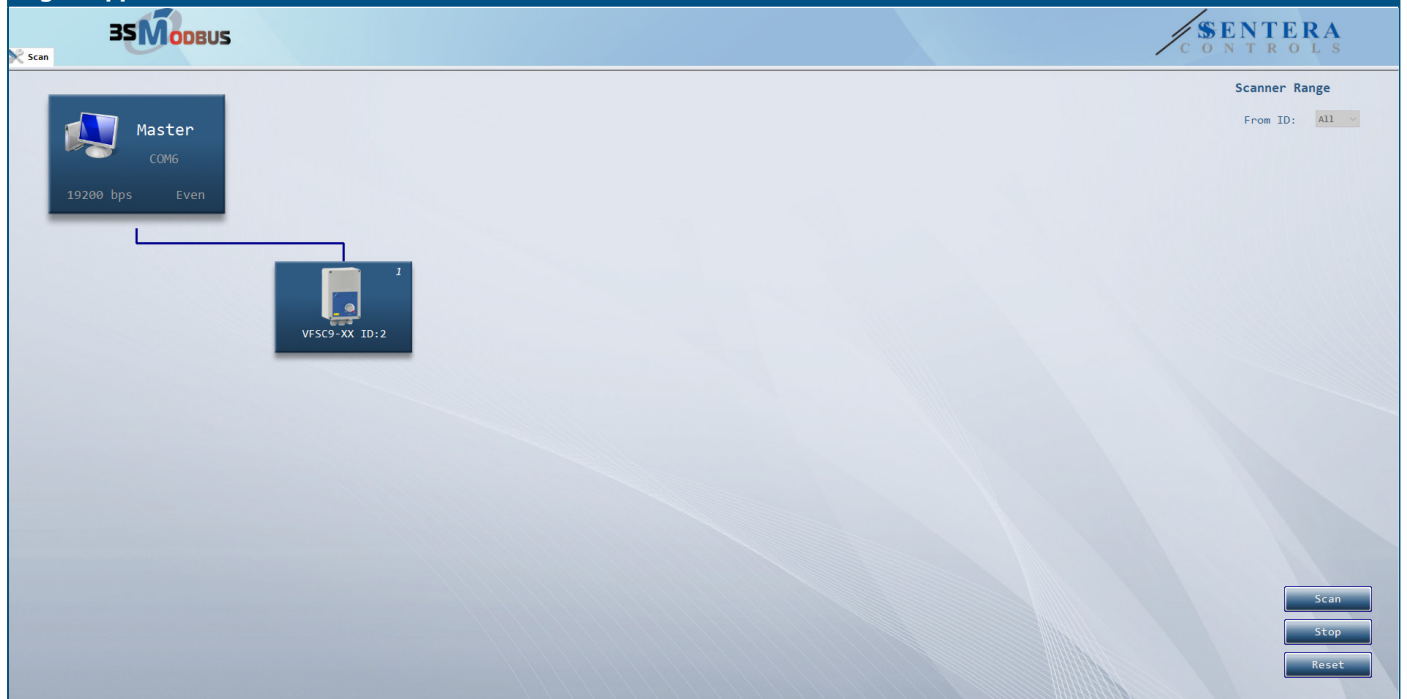 3SMODBUS
SENTERA
CONTROLS
Scan
Scanner Range
From ID: All
Master
COM6
19200 bps Even
1
VFSC9-XX ID:2
Scan
Stop
Reset